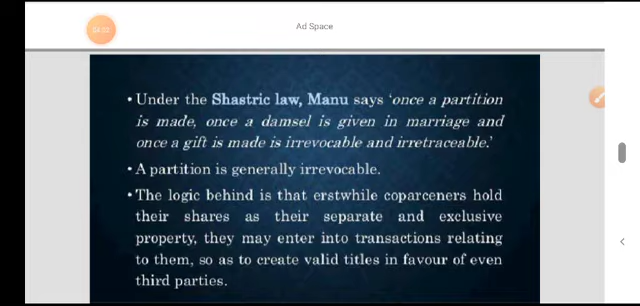 Ad Space
• Under the Shastric law, Manu says ‘once a partition
is made, once a damsel is given in marriage and
once a gift is made is irrevocable and irretraceable.’
• A partition is generally irrevocable.
• The logic behind is that erstwhile coparceners hold
their shares as their separate and exclusive
property, they may enter into transactions relating
to them, so as to create valid titles in favour of even
third parties.